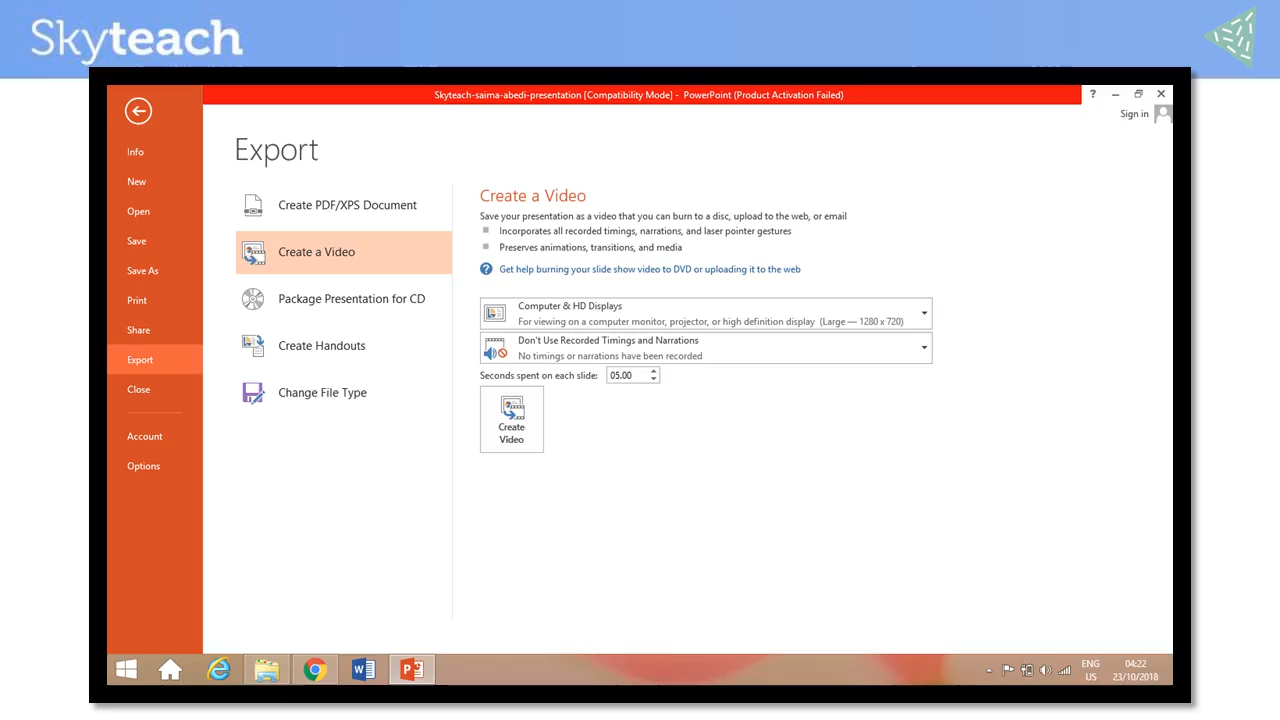 Skyteach
Skyteach-saima-abedi-presentation [Compatibility Mode] - PowerPoint (Product Activation Failed)
?
Sign in
Info
New
Open
Save
Save As
Print
Share
Export
Close
Account
Options
Export
Create PDF/XPS Document
Create a Video
Package Presentation for CD
Create Handouts
Change File Type
Create a Video
Save your presentation as a video that you can burn to a disc, upload to the web, or email
Incorporates all recorded timings, narrations, and laser pointer gestures
Preserves animations, transitions, and media
? Get help burning your slide show video to DVD or uploading it to the web
Computer & HD Displays
For viewing on a computer monitor, projector, or high definition display (Large — 1280 x 720)
Don't Use Recorded Timings and Narrations
No timings or narrations have been recorded
Seconds spent on each slide: 05.00
Create
Video
ENG
US
04:22
23/10/2018